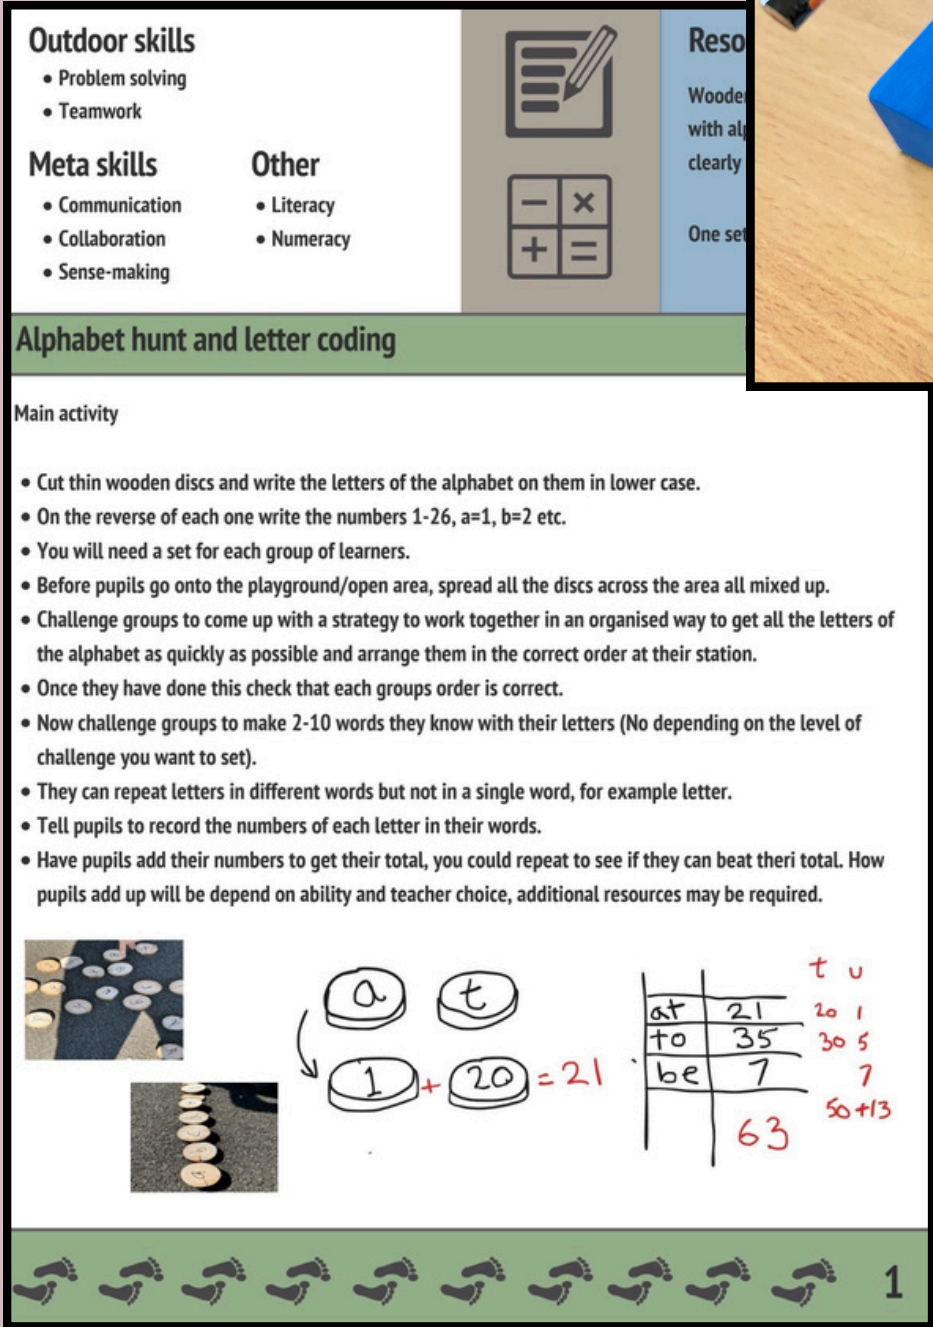 Outdoor skills
• Problem solving
• Teamwork
Meta skills
• Communication
• Collaboration
• Sense-making
Other
• Literacy
• Numeracy
with
clearly
One set
Alphabet hunt and letter coding
Main activity
• Cut thin wooden discs and write the letters of the alphabet on them in lower case.
• On the reverse of each one write the numbers 1-26, a=1, b=2 etc.
• You will need a set for each group of learners.
• Before pupils go onto the playground/open area, spread all the discs across the area all mixed up.
• Challenge groups to come up with a strategy to work together in an organised way to get all the letters of
the alphabet as quickly as possible and arrange them in the correct order at their station.
• Once they have done this check that each groups order is correct.
• Now challenge groups to make 2-10 words they know with their letters (No depending on the level of
challenge you want to set).
• They can repeat letters in different words but not in a single word, for example letter.
• Tell pupils to record the numbers of each letter in their words.
• Have pupils add their numbers to get their total, you could repeat to see if they can beat theri total. How
pupils add up will be depend on ability and teacher choice, additional resources may be required.
a t
1 + 20 = 21
t u
at 21 20 1
to 35 30 5
be 7 7
50+13
63
1